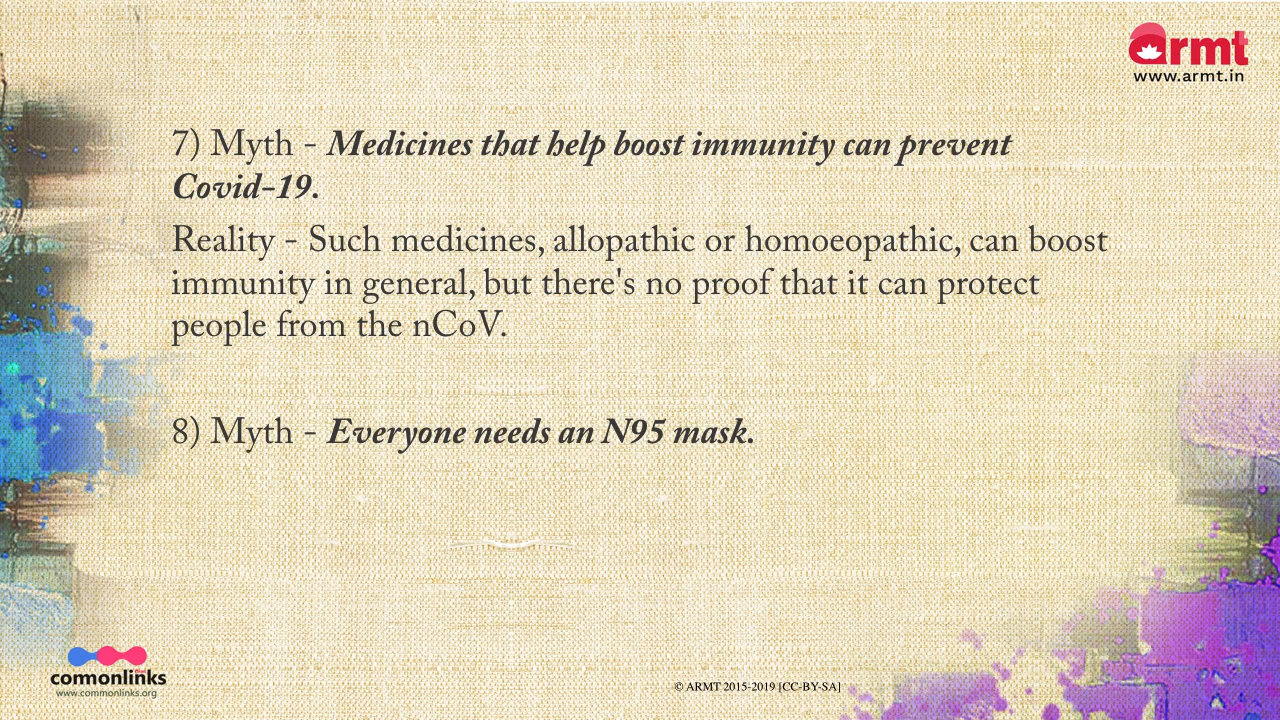 armt
www.armt.in
7) Myth - Medicines that help boost immunity can prevent
Covid-19.
Reality - Such medicines, allopathic or homoeopathic, can boost
immunity in general, but there's no proof that it can protect
people from the nCoV.
8) Myth - Everyone needs an N95 mask.
commonlinks
www.commonlinks.org
© ARMT 2015-2019 [CC-BY-SA]